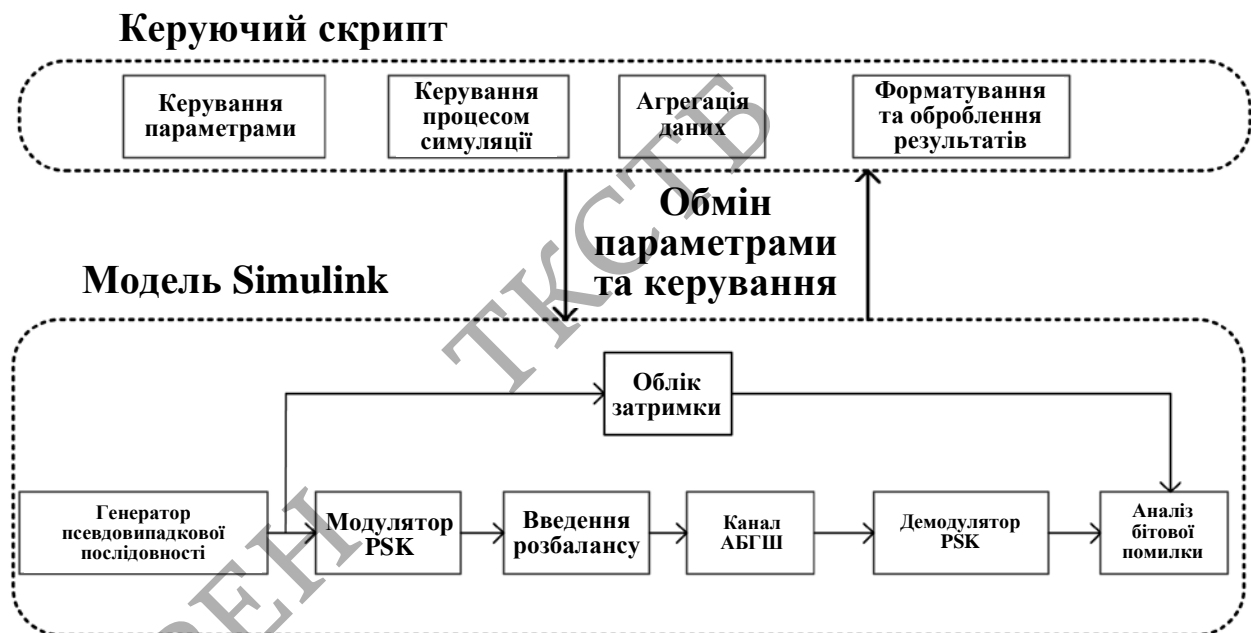 Керуючий скрипт
Керування
параметрами
Керування
процесом
симуляції
Агрегація
даних
Форматування
та оброблення
результатів
Обмін
параметрами
та керування
Модель Simulink
Облік
затримки
Генератор
псевдовипадкової
послідовності
Модулятор
PSK
Введення
розбалансу
Канал
АБГШ
Демодулятор
PSK
Аналіз
бітової
помилки
ТКСТБ